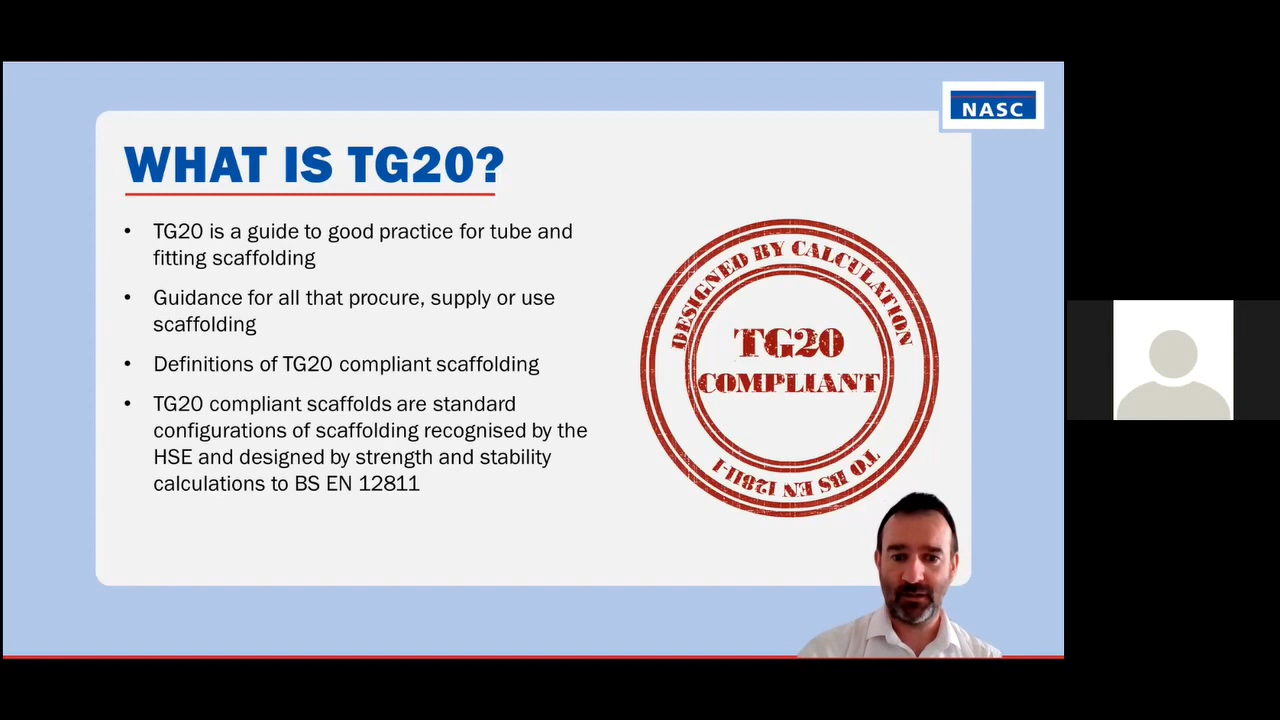 NASC
WHAT IS TG20?
• TG20 is a guide to good practice for tube and
fitting scaffolding
• Guidance for all that procure, supply or use
scaffolding
• Definitions of TG20 compliant scaffolding
• TG20 compliant scaffolds are standard
configurations of scaffolding recognised by the
HSE and designed by strength and stability
calculations to BS EN 12811
DESIGNED BY CALCULATION
TG20
COMPLIANT
TO BS EN 12811-1